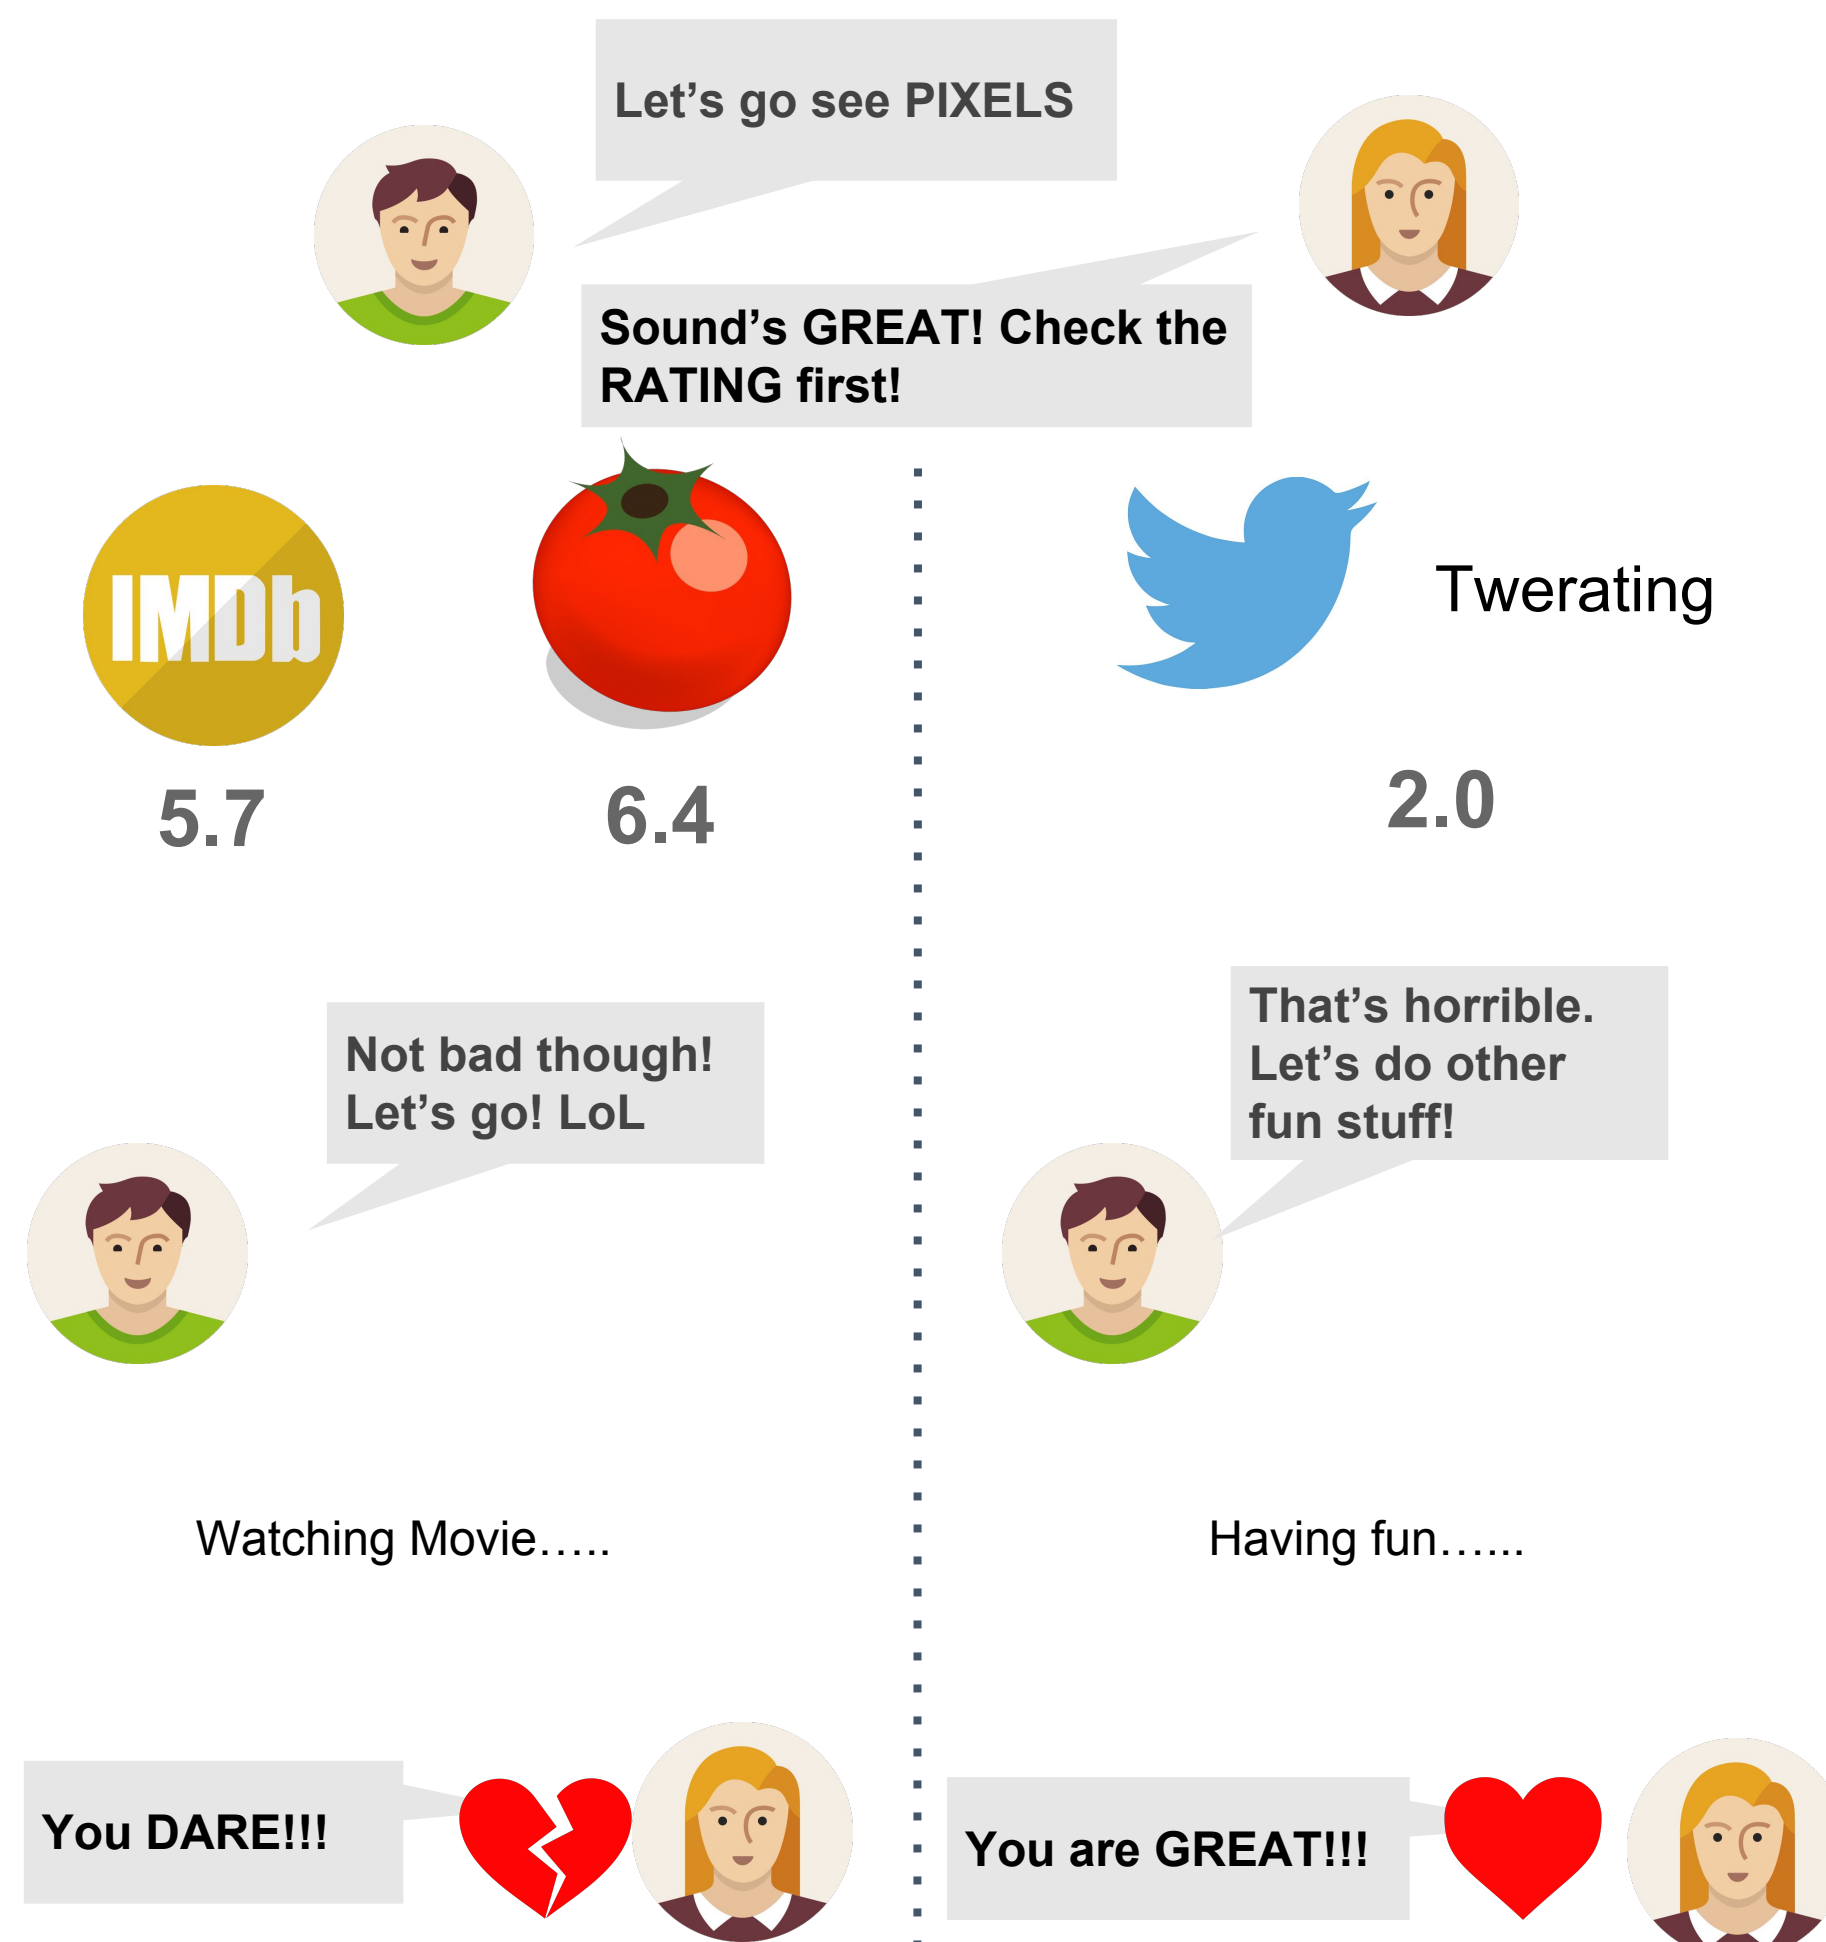 Let’s go see PIXELS
Sound’s GREAT! Check the
RATING first!
IMDb
5.7
6.4
Not bad though!
Let’s go! LoL
Watching Movie…..
You DARE!!!
Twerating
2.0
That’s horrible.
Let’s do other
fun stuff!
Having fun…...
You are GREAT!!!